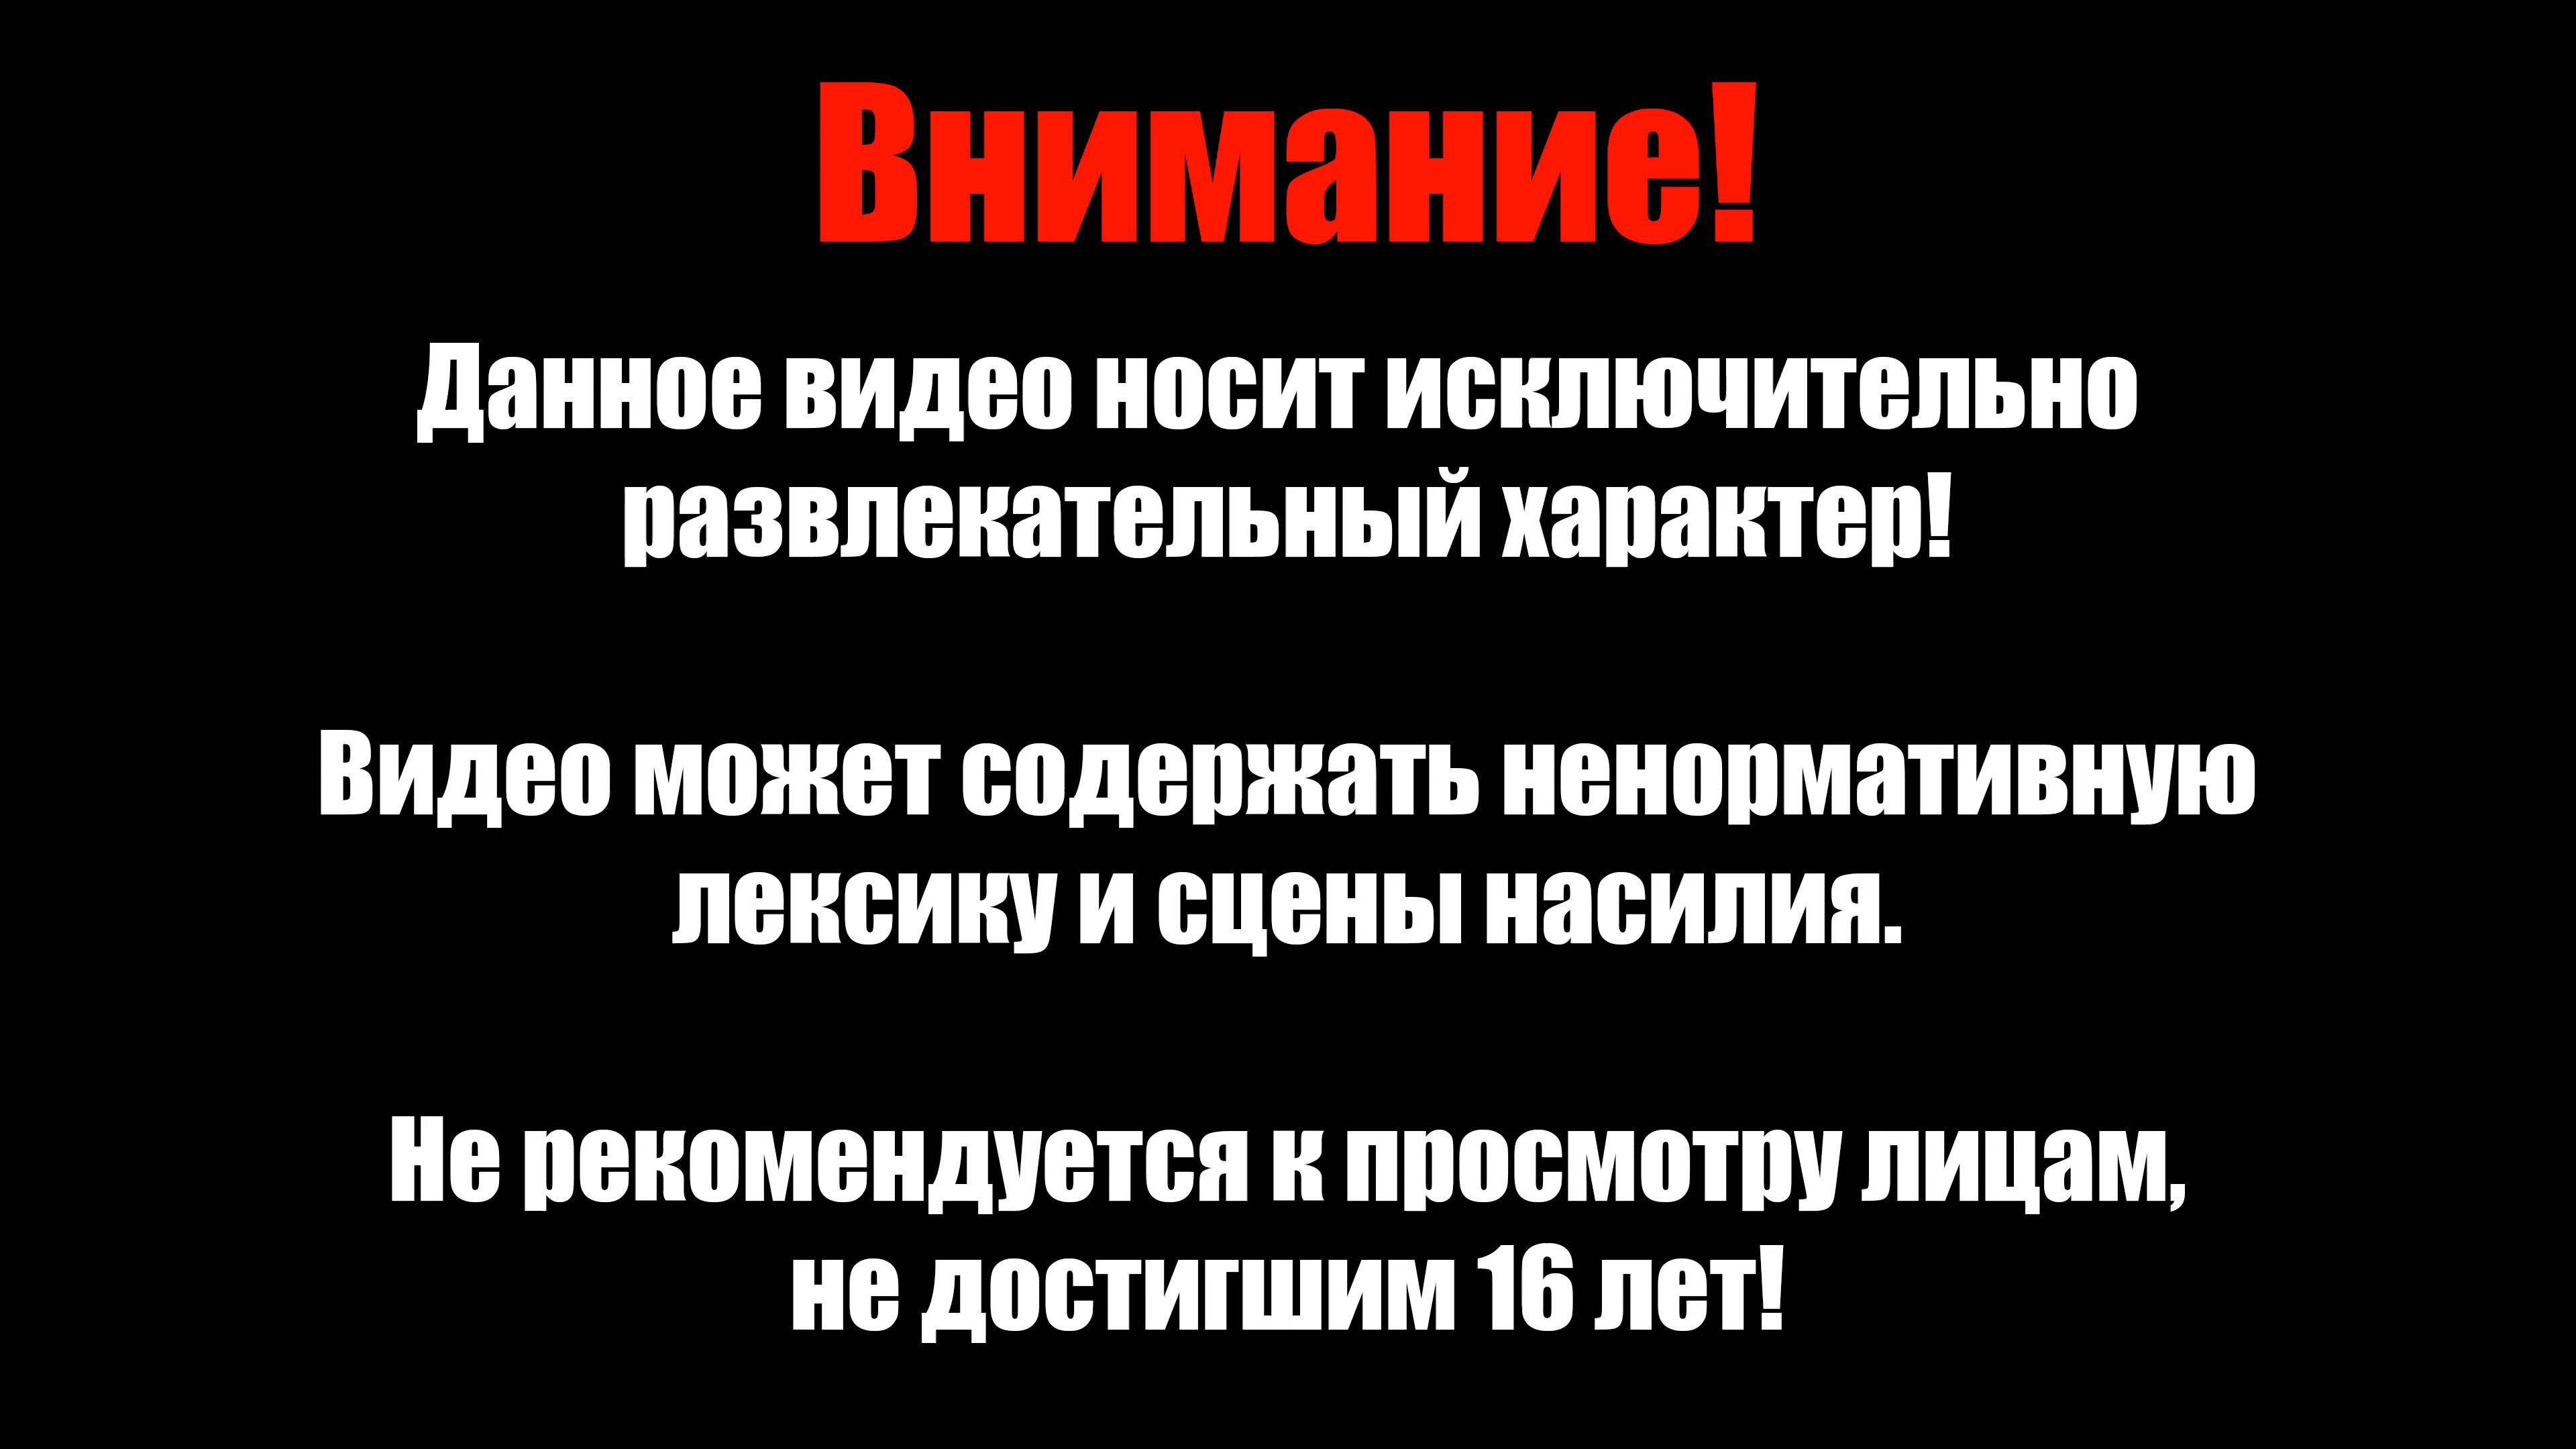 Внимание!
Данное видео носит исключительно
развлекательный характер!
Видео может содержать ненормативную
лексику и сцены насилия.
Не рекомендуется к просмотру лицам,
не достигшим 16 лет!